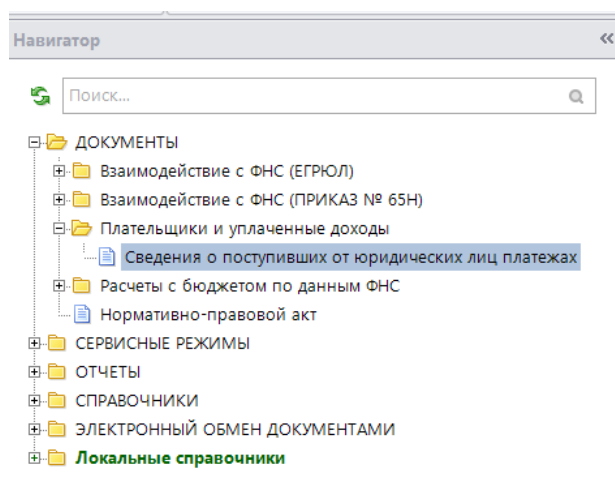 Навигатор
Поиск...
ДОКУМЕНТЫ
Взаимодействие с ФНС (ЕГРЮЛ)
Взаимодействие с ФНС (ПРИКАЗ № 65Н)
Плательщики и уплаченные доходы
Сведения о поступивших от юридических лиц платежах
Расчеты с бюджетом по данным ФНС
Нормативно-правовой акт
СЕРВИСНЫЕ РЕЖИМЫ
ОТЧЕТЫ
СПРАВОЧНИКИ
ЭЛЕКТРОННЫЙ ОБМЕН ДОКУМЕНТАМИ
Локальные справочники